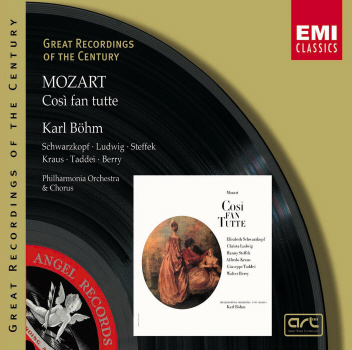 Great Recordings of the Century
Great Recordings
of the Century
EMI
CLASSICS
MOZART
Così fan tutte
Karl Böhm
Schwarzkopf · Ludwig · Steffek
Kraus · Taddei · Berry
Philharmonia Orchestra
& Chorus
Mozart
COSÌ
FAN
TUTTE
Elisabeth Schwarzkopf
Christa Ludwig
Hanny Steffek
Alfredo Kraus
Giuseppe Taddei
Walter Berry
Karl Böhm
ANGEL RECORDS
art